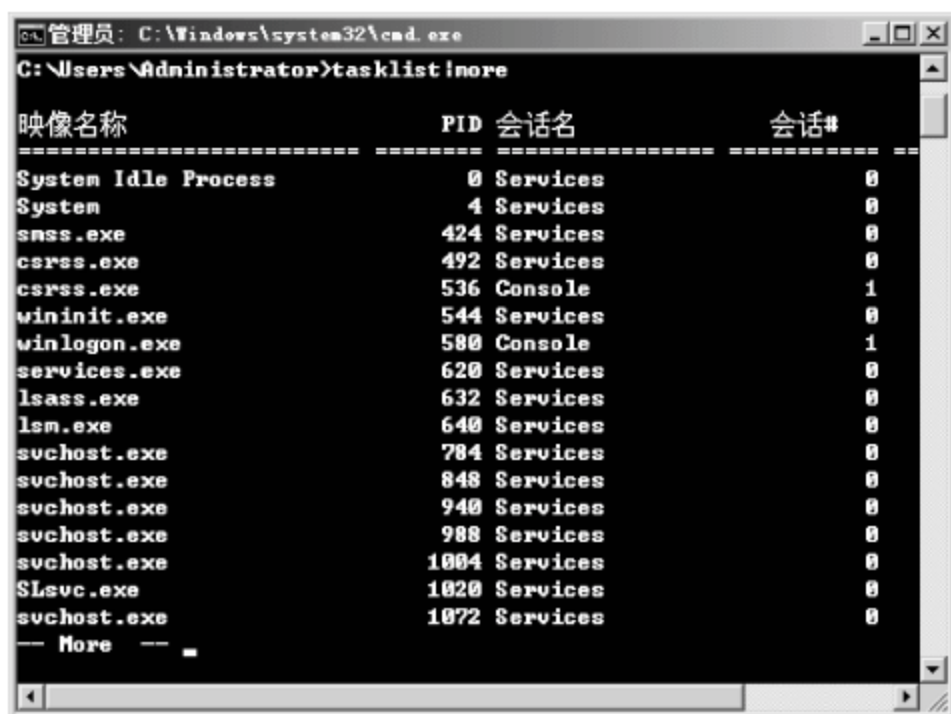 管理员: C:\Windows\system32\cmd.exe
C:\Users\Administrator>tasklist|more
映像名称 PID 会话名 会话#
========================= ======== ================ =========== ==
System Idle Process 0 Services 0
System 4 Services 0
smss.exe 424 Services 0
csrss.exe 492 Services 0
csrss.exe 536 Console 1
wininit.exe 544 Services 0
winlogon.exe 580 Console 1
services.exe 620 Services 0
lsass.exe 632 Services 0
lsm.exe 640 Services 0
svchost.exe 784 Services 0
svchost.exe 848 Services 0
svchost.exe 940 Services 0
svchost.exe 988 Services 0
svchost.exe 1004 Services 0
SLsvc.exe 1020 Services 0
svchost.exe 1072 Services 0
-- More --